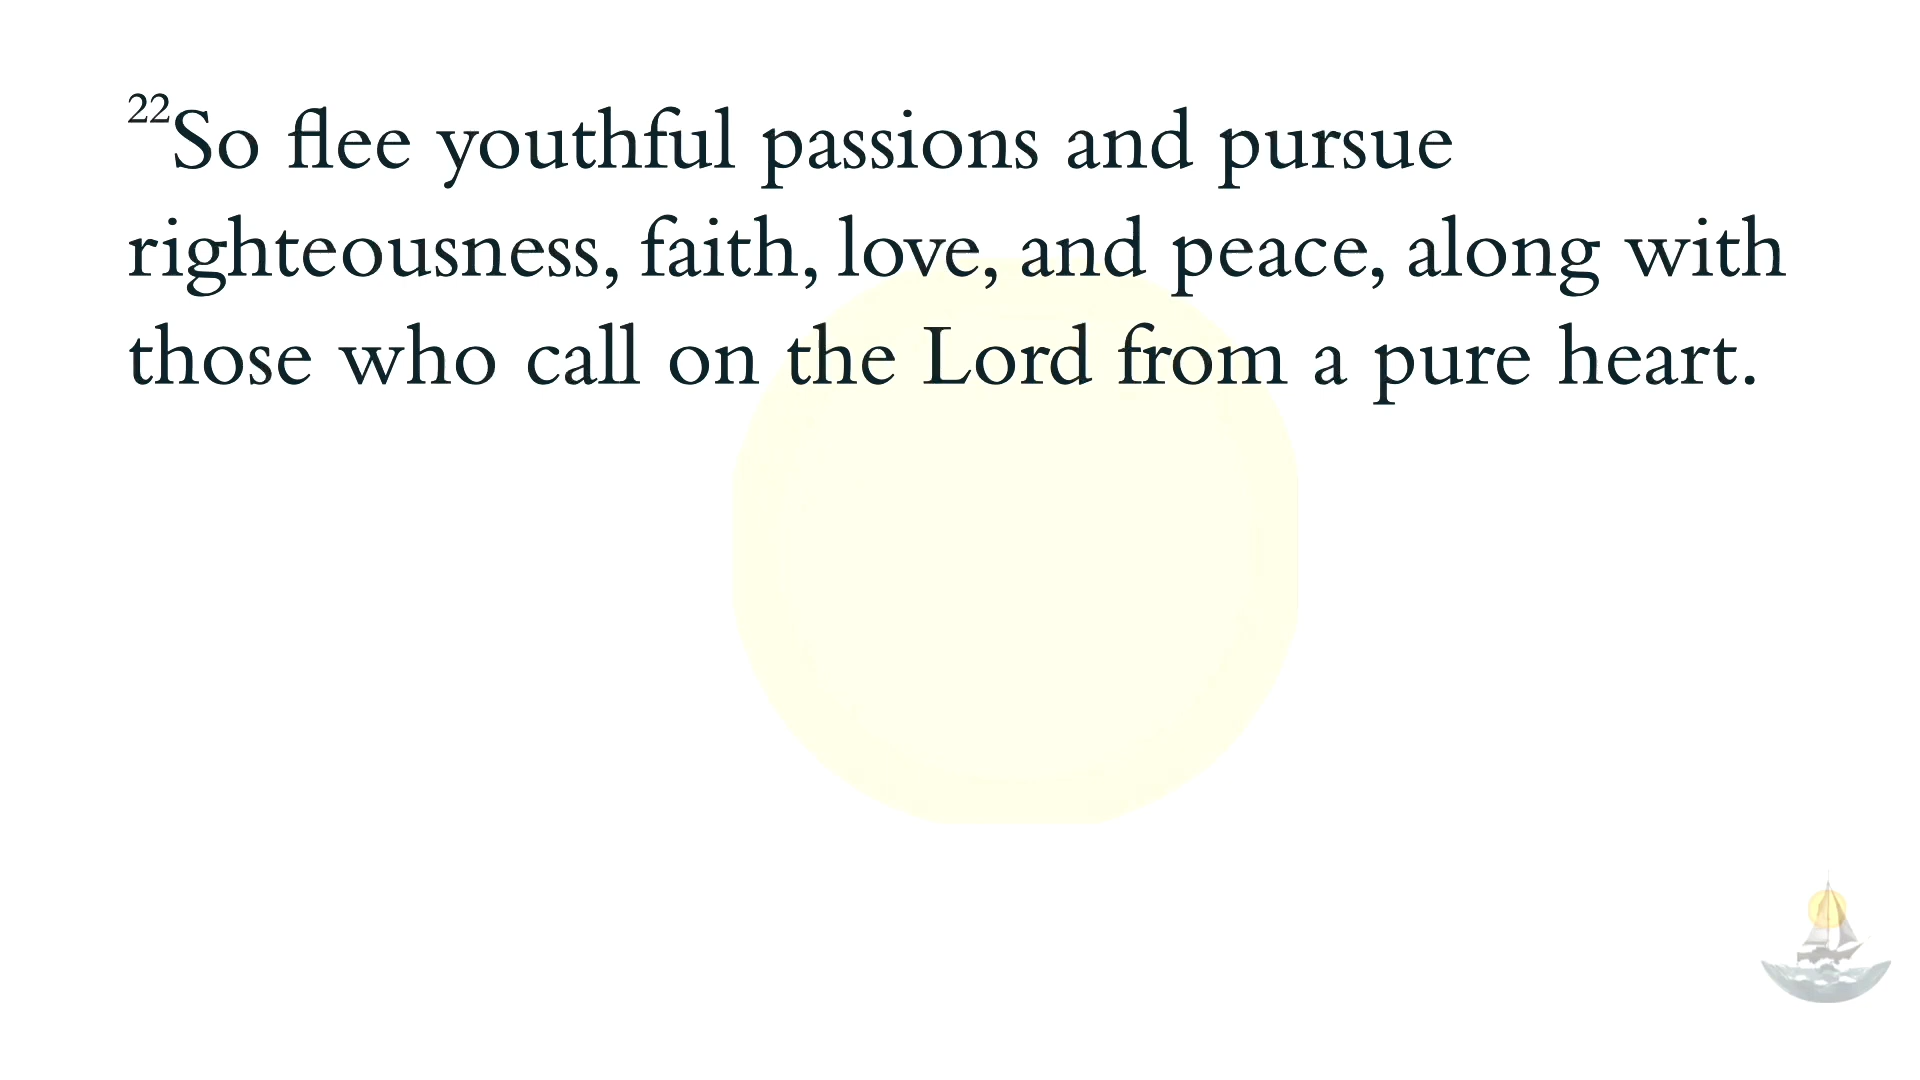 22So flee youthful passions and pursue
righteousness, faith, love, and peace, along with
those who call on the Lord from a pure heart.